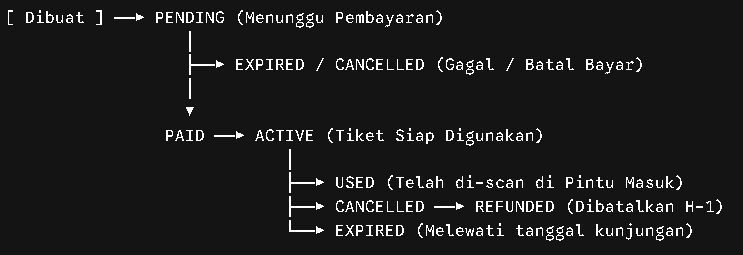 [ Dibuat ] ──► PENDING (Menunggu Pembayaran)
├──► EXPIRED / CANCELLED (Gagal / Batal Bayar)
▼
PAID ──► ACTIVE (Tiket Siap Digunakan)
├──► USED (Telah di-scan di Pintu Masuk)
├──► CANCELLED ──► REFUNDED (Dibatalkan H-1)
└──► EXPIRED (Melewati tanggal kunjungan)